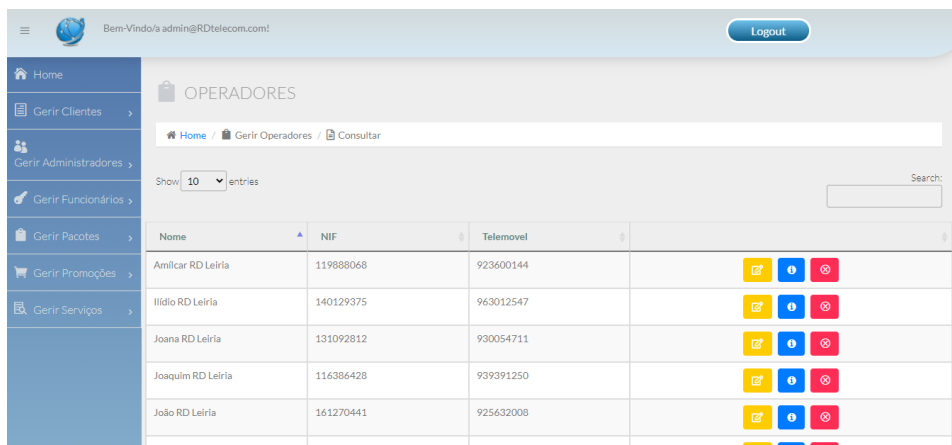 Bem-Vindo/a admin@RDtelecom.com!
Logout
Home
Gerir Clientes
Gerir Administradores
Gerir Funcionários
Gerir Pacotes
Gerir Promoções
Gerir Serviços
OPERADORES
Home / Gerir Operadores / Consultar
Show 10 entries
Search:
Nome NIF Telemovel
Amílcar RD Leiria 119888068 923600144
Ilídio RD Leiria 140129375 963012547
Joana RD Leiria 131092812 930054711
Joaquim RD Leiria 116386428 939391250
João RD Leiria 161270441 925632008